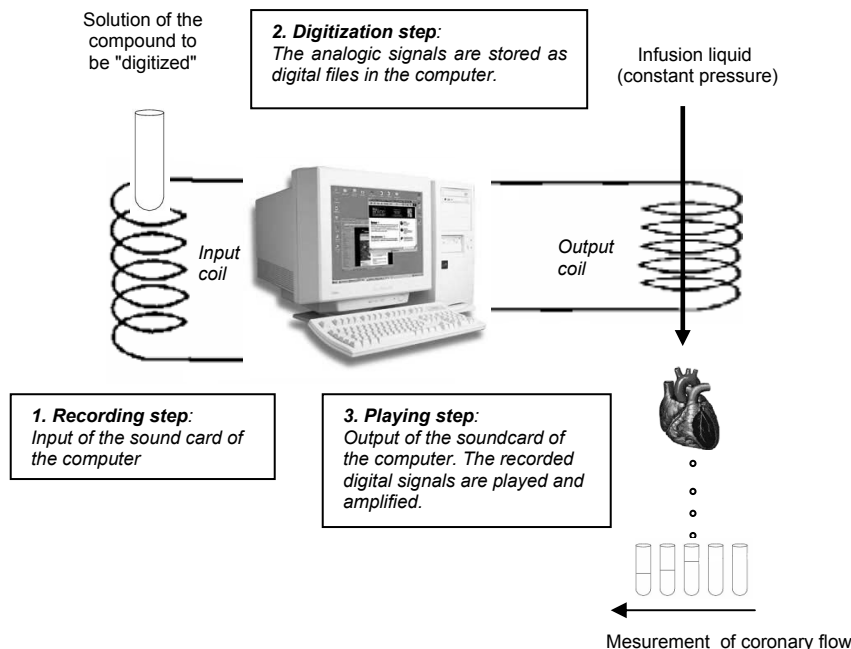 Solution of the
compound to
be "digitized"
2. Digitization step:
The analogic signals are stored as
digital files in the computer.
Infusion liquid
(constant pressure)
Input
coil
Output
coil
1. Recording step:
Input of the sound card of
the computer
3. Playing step:
Output of the soundcard of
the computer. The recorded
digital signals are played and
amplified.
Mesurement of coronary flow